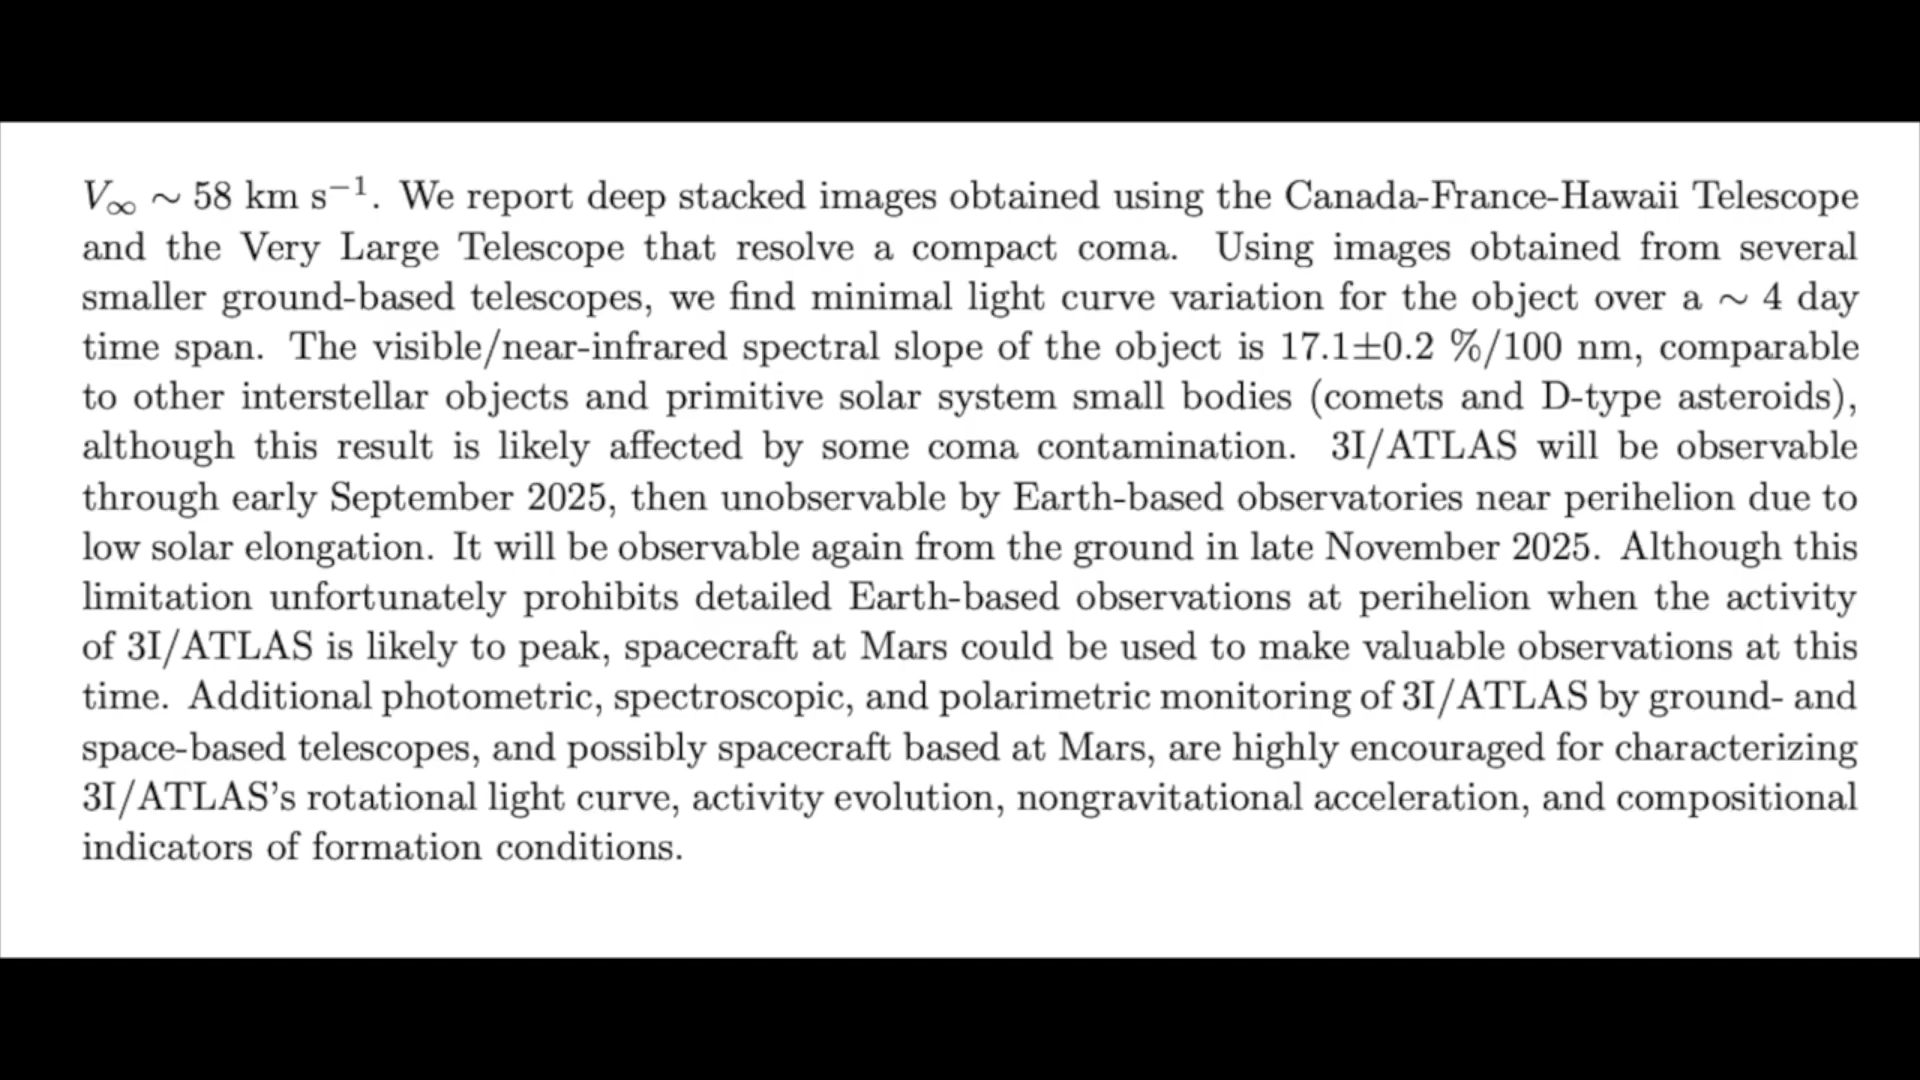 V∞ ∼ 58 km s−1. We report deep stacked images obtained using the Canada-France-Hawaii Telescope
and the Very Large Telescope that resolve a compact coma. Using images obtained from several
smaller ground-based telescopes, we find minimal light curve variation for the object over a ∼ 4 day
time span. The visible/near-infrared spectral slope of the object is 17.1±0.2 %/100 nm, comparable
to other interstellar objects and primitive solar system small bodies (comets and D-type asteroids),
although this result is likely affected by some coma contamination. 3I/ATLAS will be observable
through early September 2025, then unobservable by Earth-based observatories near perihelion due to
low solar elongation. It will be observable again from the ground in late November 2025. Although this
limitation unfortunately prohibits detailed Earth-based observations at perihelion when the activity
of 3I/ATLAS is likely to peak, spacecraft at Mars could be used to make valuable observations at this
time. Additional photometric, spectroscopic, and polarimetric monitoring of 3I/ATLAS by ground- and
space-based telescopes, and possibly spacecraft based at Mars, are highly encouraged for characterizing
3I/ATLAS's rotational light curve, activity evolution, nongravitational acceleration, and compositional
indicators of formation conditions.